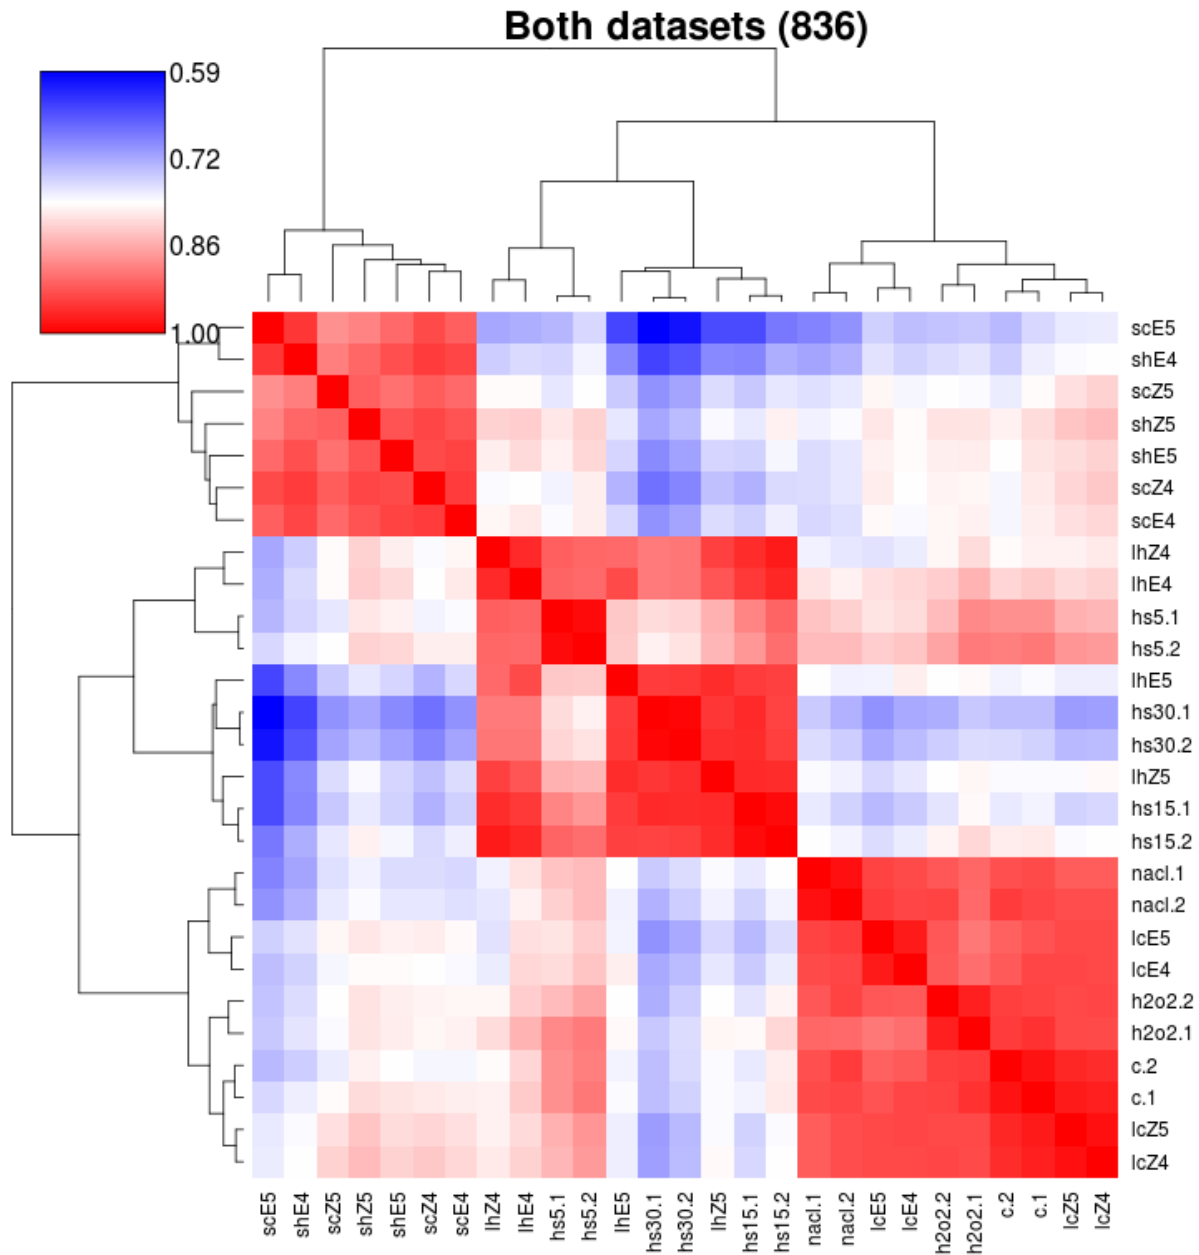 Both datasets (836)
0.59
0.72
0.86
1.00
scE5
shE4
scZ5
shZ5
shE5
scZ4
scE4
lhZ4
lhE4
hs5.1
hs5.2
lhE5
hs30.1
hs30.2
lhZ5
hs15.1
hs15.2
nacl.1
nacl.2
lcE5
lcE4
h2o2.2
h2o2.1
c.2
c.1
lcZ5
lcZ4
scE5
shE4
scZ5
shZ5
shE5
scZ4
scE4
lhZ4
lhE4
hs5.1
hs5.2
lhE5
hs30.1
hs30.2
lhZ5
hs15.1
hs15.2
nacl.1
nacl.2
lcE5
lcE4
h2o2.2
h2o2.1
c.2
c.1
lcZ5
lcZ4